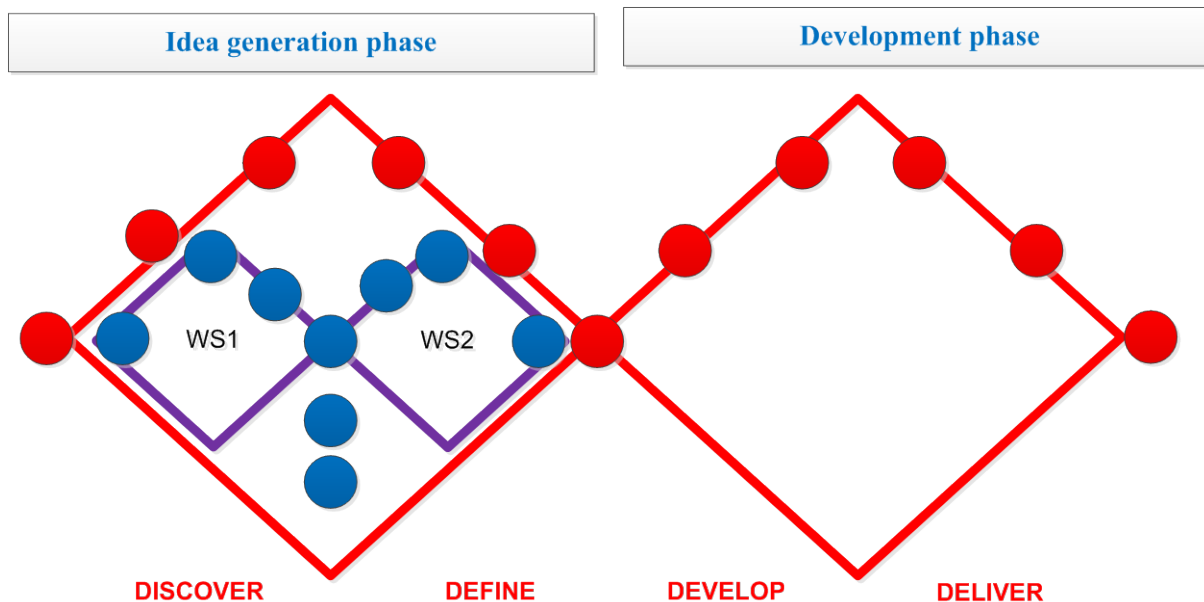 Idea generation phase
Development phase
WS1
WS2
DISCOVER
DEFINE
DEVELOP
DELIVER